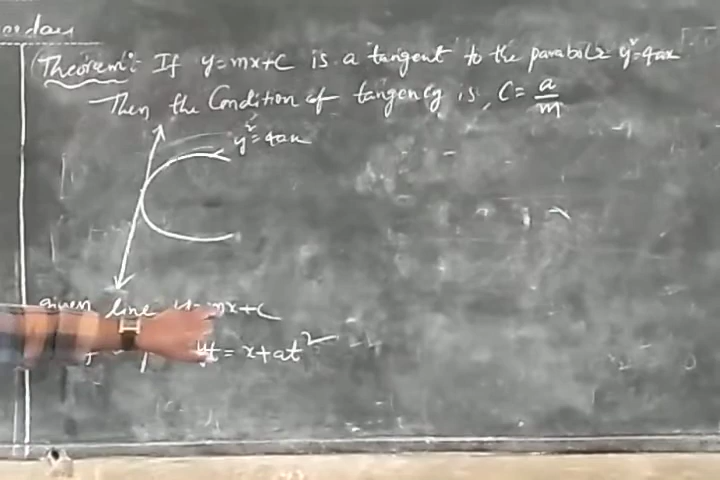 Theorem: If y=mx+c is a tangent to the parabola y²=4ax
Then the Condition of tangency is, C= a/m
y²=4ax
given line y=mx+c
yt = x+at²